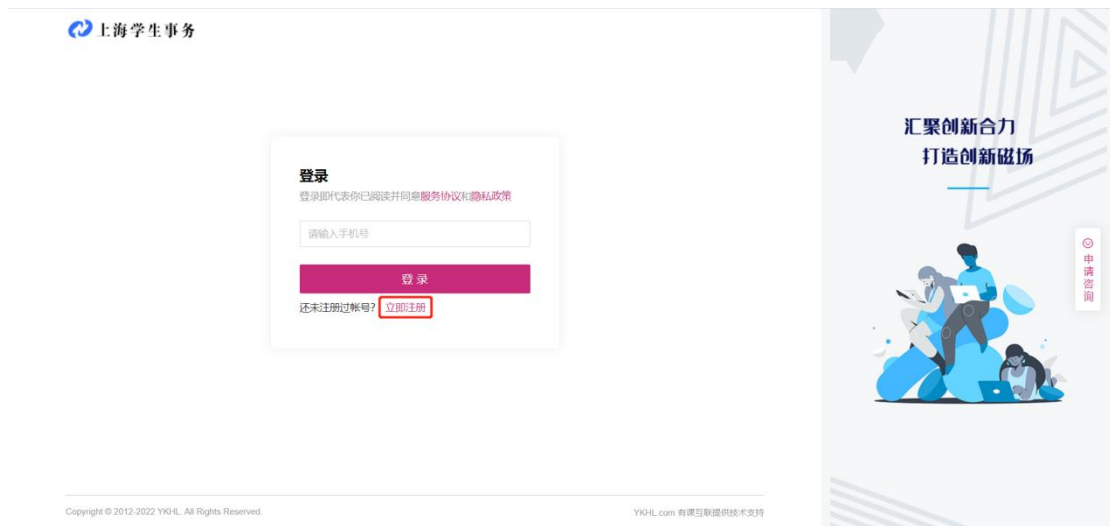 上海学生事务
登录
登录即代表你已阅读并同意服务协议和隐私政策
请输入手机号
登 录
还未注册过帐号? 立即注册
汇聚创新合力
打造创新磁场
申请咨询
Copyright © 2012-2022 YKHL. All Rights Reserved.
YKHL.com 有课互联提供技术支持